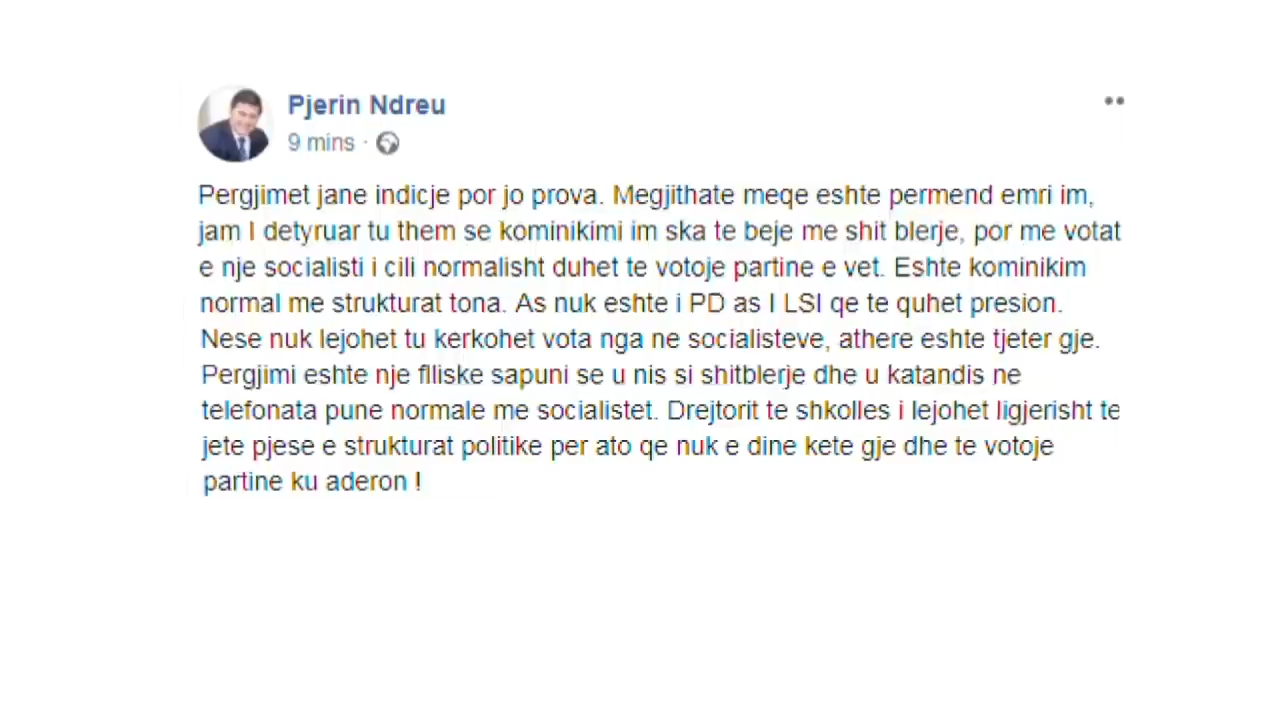 Pjerin Ndreu
9 mins ·
Pergjimet jane indicje por jo prova. Megjithate meqe eshte permend emri im,
jam I detyruar tu them se kominikimi im ska te beje me shit blerje, por me votat
e nje socialisti i cili normalisht duhet te votoje partine e vet. Eshte kominikim
normal me strukturat tona. As nuk eshte i PD as I LSI qe te quhet presion.
Nese nuk lejohet tu kerkohet vota nga ne socialisteve, athere eshte tjeter gje.
Pergjimi eshte nje flliske sapuni se u nis si shitblerje dhe u katandis ne
telefonata pune normale me socialistet. Drejtorit te shkolles i lejohet ligjerisht te
jete pjese e strukturat politike per ato qe nuk e dine kete gje dhe te votoje
partine ku aderon !